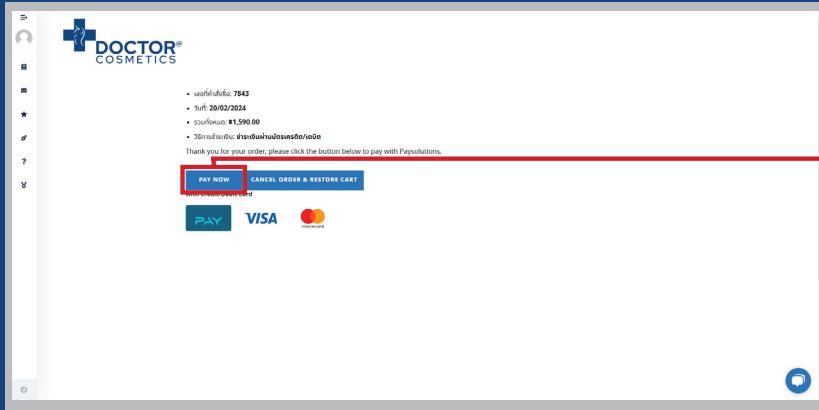 DOCTOR®
COSMETICS
• เลขที่คำสั่งซื้อ: 7843
• วันที่: 20/02/2024
• รวมทั้งหมด: ฿1,590.00
• วิธีการชำระเงิน: ชำระเงินผ่านบัตรเครดิต/เดบิต
Thank you for your order, please click the button below to pay with Paysolutions.
PAY NOW CANCEL ORDER & RESTORE CART
with Credit/Debit Card
PAY VISA mastercard